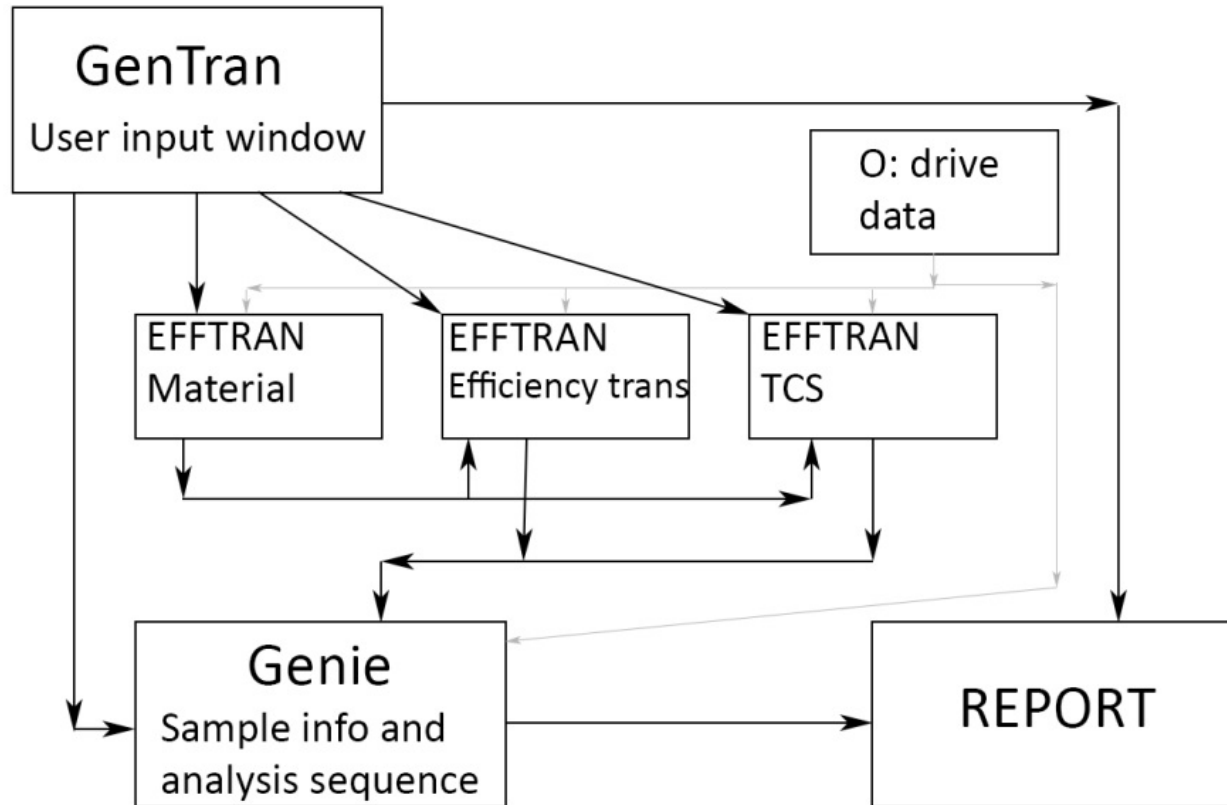 GenTran
User input window
O: drive
data
EFFTRAN
Material
EFFTRAN
Efficiency trans
EFFTRAN
TCS
Genie
Sample info and
analysis sequence
REPORT